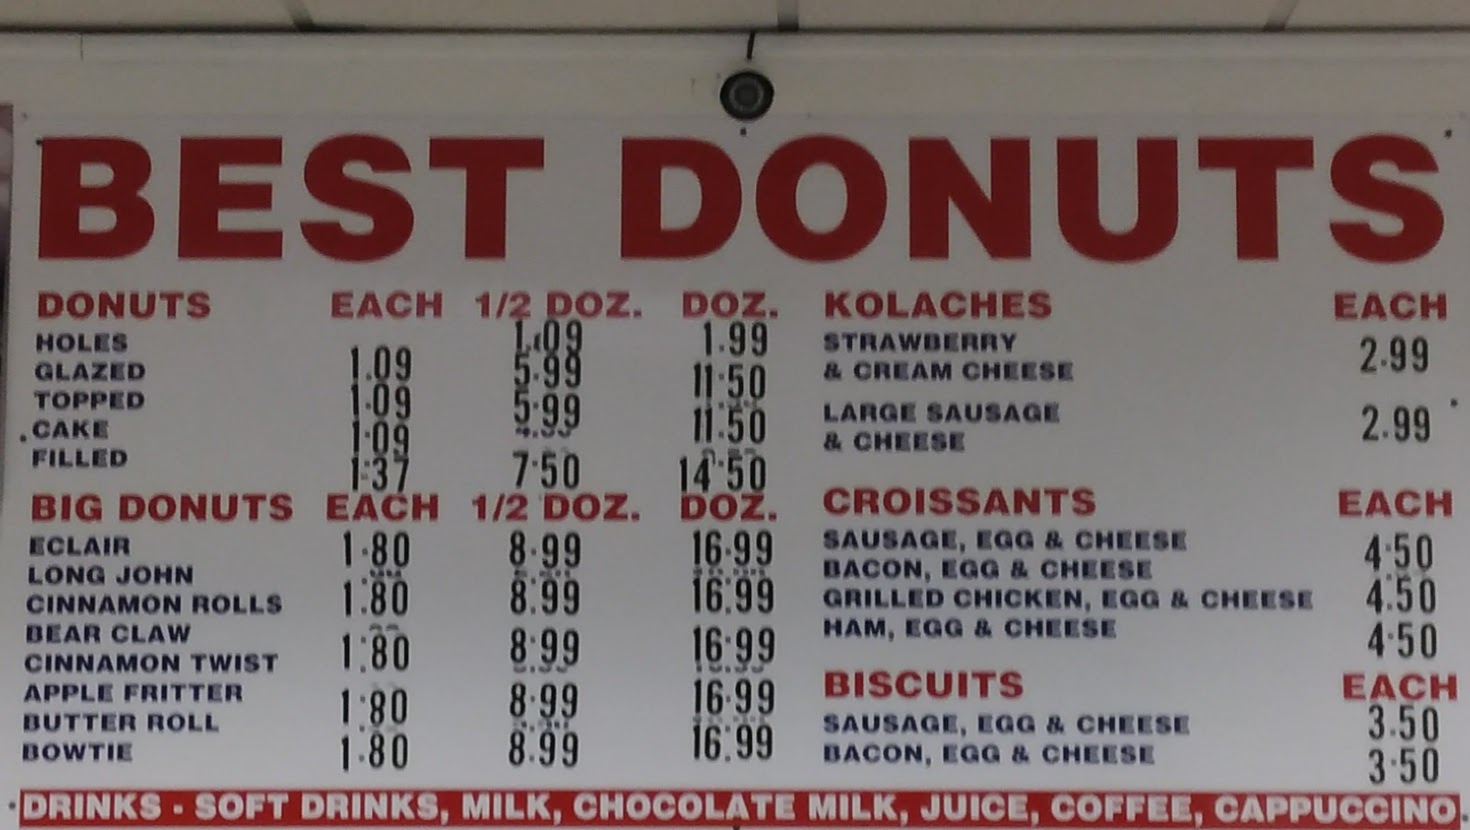 BEST DONUTS
DONUTS EACH 1/2 DOZ. DOZ.
HOLES 1.09 1.99
GLAZED 1.09 5.99 11.50
TOPPED 1.09 5.99 11.50
CAKE 1.09
FILLED 1.37 7.50 14.50
BIG DONUTS EACH 1/2 DOZ. DOZ.
ECLAIR 1.80 8.99 16.99
LONG JOHN
CINNAMON ROLLS 1.80 8.99 16.99
BEAR CLAW
CINNAMON TWIST 1.80 8.99 16.99
APPLE FRITTER
BUTTER ROLL 1.80 8.99 16.99
BOWTIE 1.80 8.99 16.99
KOLACHES EACH
STRAWBERRY
& CREAM CHEESE 2.99
LARGE SAUSAGE
& CHEESE 2.99
CROISSANTS EACH
SAUSAGE, EGG & CHEESE 4.50
BACON, EGG & CHEESE
GRILLED CHICKEN, EGG & CHEESE 4.50
HAM, EGG & CHEESE 4.50
BISCUITS EACH
SAUSAGE, EGG & CHEESE 3.50
BACON, EGG & CHEESE 3.50
DRINKS - SOFT DRINKS, MILK, CHOCOLATE MILK, JUICE, COFFEE, CAPPUCCINO